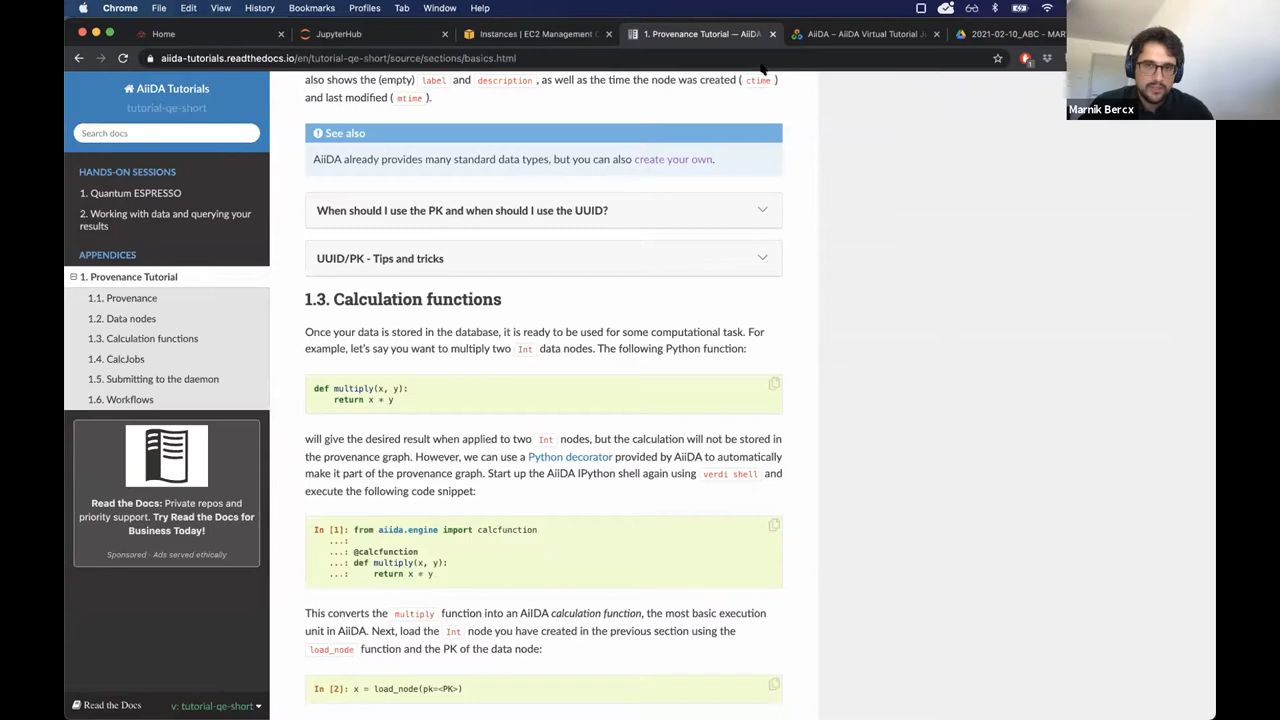 Chrome File Edit View History Bookmarks Profiles Tab Window Help
Home
JupyterHub
Instances | EC2 Management C
1. Provenance Tutorial — AiiDA
AiiDA – AiiDA Virtual Tutorial J
2021-02-10_ABC - MAR
aiida-tutorials.readthedocs.io/en/tutorial-qe-short/source/sections/basics.html
Marnik Bercx
AiiDA Tutorials
tutorial-qe-short
Search docs
HANDS-ON SESSIONS
1. Quantum ESPRESSO
2. Working with data and querying your
results
APPENDICES
1. Provenance Tutorial
1.1. Provenance
1.2. Data nodes
1.3. Calculation functions
1.4. CalcJobs
1.5. Submitting to the daemon
1.6. Workflows
Read the Docs: Private repos and
priority support. Try Read the Docs for
Business Today!
Sponsored · Ads served ethically
Read the Docs
v: tutorial-qe-short
also shows the (empty) label and description, as well as the time the node was created ( ctime )
and last modified ( mtime ).
See also
AiiDA already provides many standard data types, but you can also create your own.
When should I use the PK and when should I use the UUID?
UUID/PK - Tips and tricks
1.3. Calculation functions
Once your data is stored in the database, it is ready to be used for some computational task. For
example, let's say you want to multiply two Int data nodes. The following Python function:
def multiply(x, y):
return x * y
will give the desired result when applied to two Int nodes, but the calculation will not be stored in
the provenance graph. However, we can use a Python decorator provided by AiiDA to automatically
make it part of the provenance graph. Start up the AiiDA IPython shell again using verdi shell and
execute the following code snippet:
In [1]: from aiida.engine import calcfunction
...:
...: @calcfunction
...: def multiply(x, y):
...: return x * y
This converts the multiply function into an AiIDA calculation function, the most basic execution
unit in AiiDA. Next, load the Int node you have created in the previous section using the
load_node function and the PK of the data node:
In [2]: x = load_node(pk=<PK>)